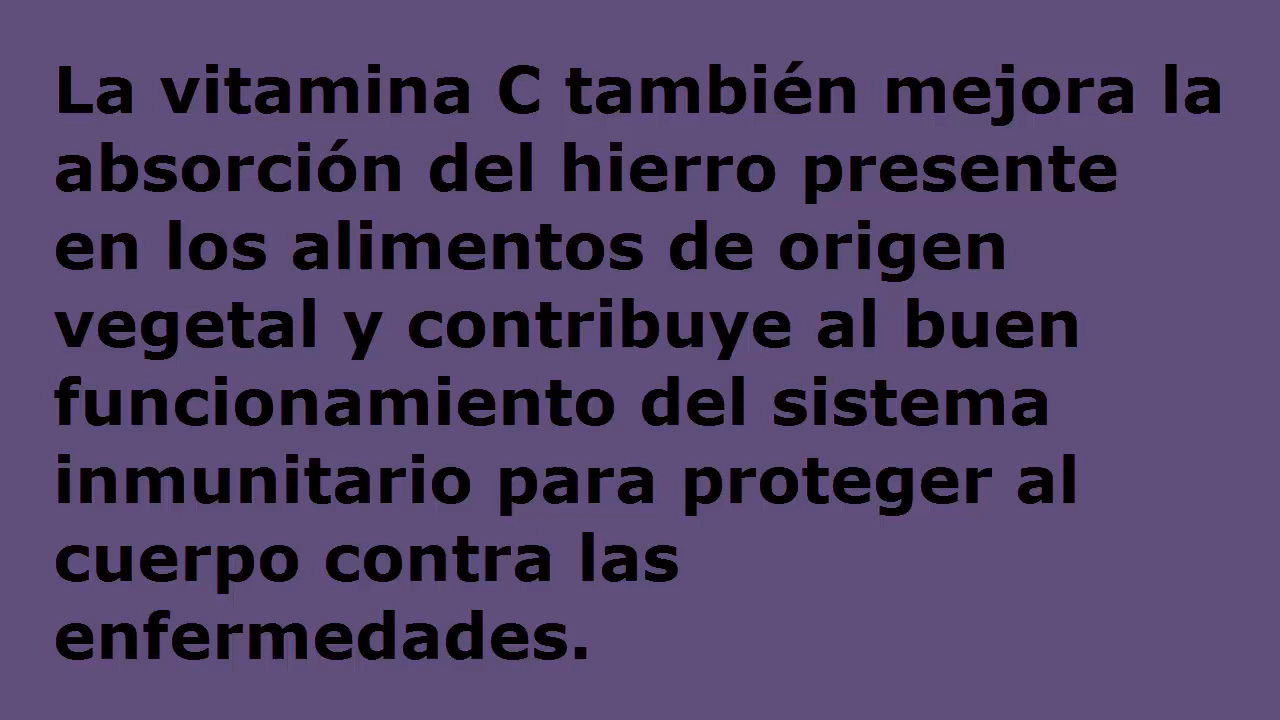 La vitamina C también mejora la
absorción del hierro presente
en los alimentos de origen
vegetal y contribuye al buen
funcionamiento del sistema
inmunitario para proteger al
cuerpo contra las
enfermedades.